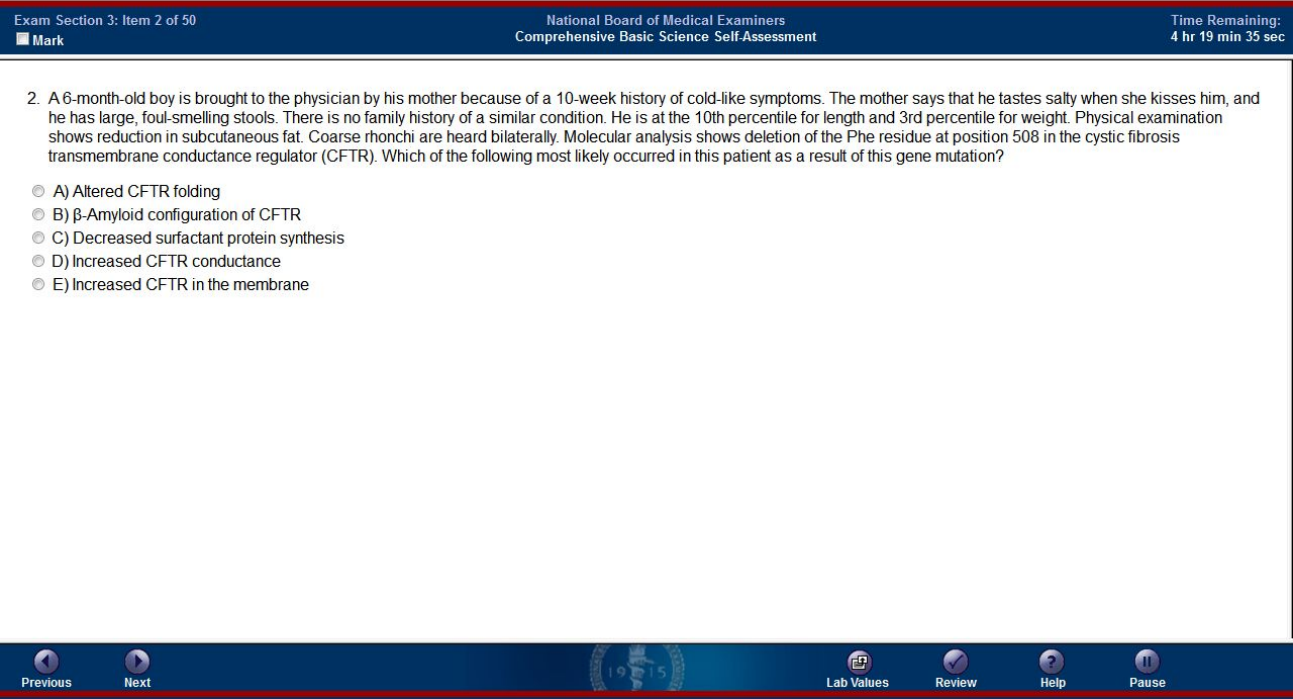 Exam Section 3: Item 2 of 50
National Board of Medical Examiners
Time Remaining:
Mark
Comprehensive Basic Science Self-Assessment
4 hr 19 min 35 sec
2. A 6-month-old boy is brought to the physician by his mother because of a 10-week history of cold-like symptoms. The mother says that he tastes salty when she kisses him, and
he has large, foul-smelling stools. There is no family history of a similar condition. He is at the 10th percentile for length and 3rd percentile for weight. Physical examination
shows reduction in subcutaneous fat. Coarse rhonchi are heard bilaterally. Molecular analysis shows deletion of the Phe residue at position 508 in the cystic fibrosis
transmembrane conductance regulator (CFTR). Which of the following most likely occurred in this patient as a result of this gene mutation?
A) Altered CFTR folding
B) β-Amyloid configuration of CFTR
C) Decreased surfactant protein synthesis
D) Increased CFTR conductance
E) Increased CFTR in the membrane
1915
Previous
Next
Lab Values
Review
Help
Pause